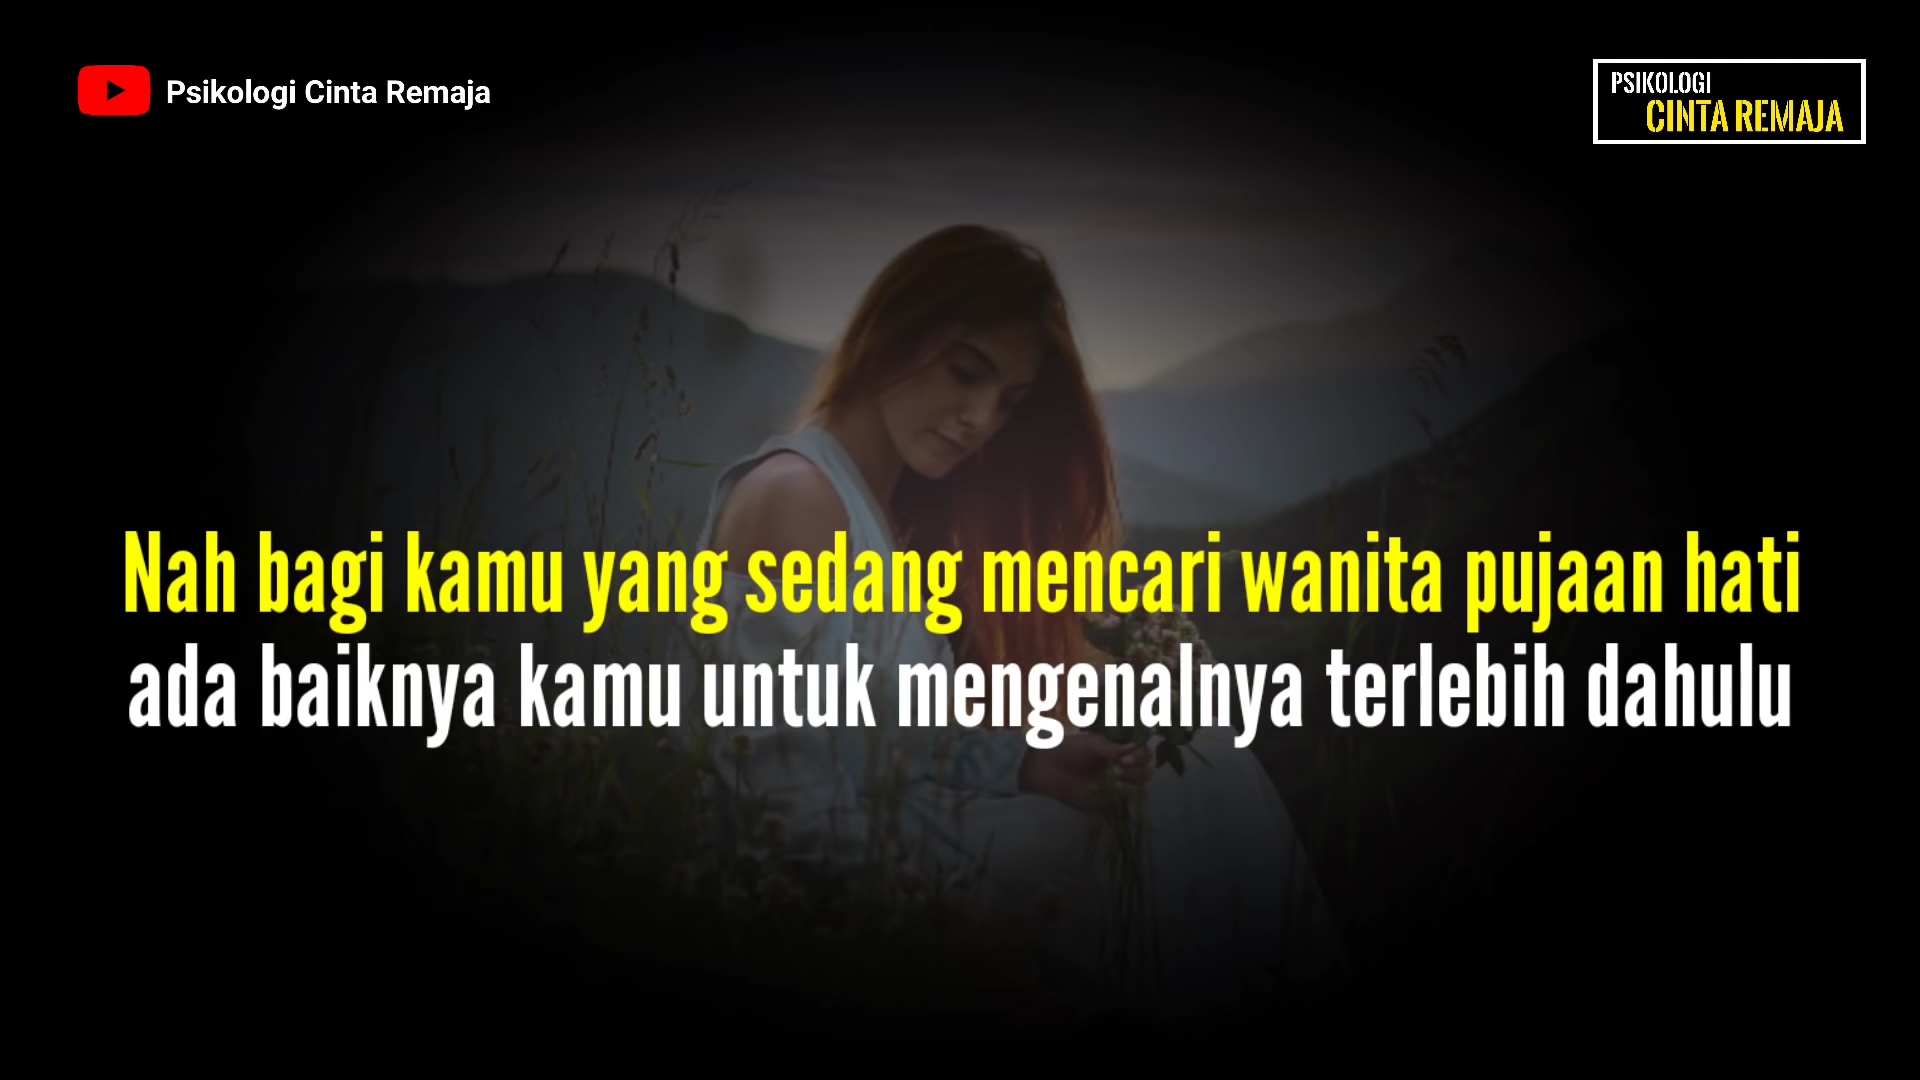 Psikologi Cinta Remaja
PSIKOLOGI
CINTA REMAJA
Nah bagi kamu yang sedang mencari wanita pujaan hati
ada baiknya kamu untuk mengenalnya terlebih dahulu